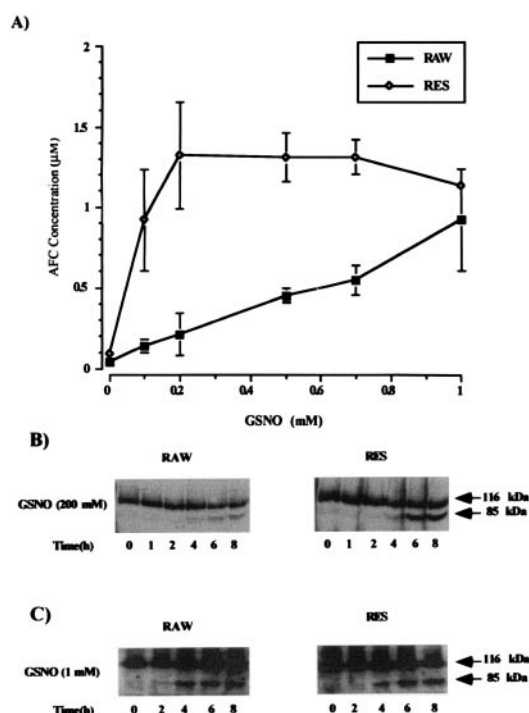 A)
2
RAW
RES
1.5
1
0.5
0
AFC Concentration (μM)
0 0.2 0.4 0.6 0.8 1
GSNO (mM)
B)
RAW RES
GSNO (200 mM)
116 kDa
85 kDa
Time(h) 0 1 2 4 6 8 0 1 2 4 6 8
C)
RAW RES
GSNO (1 mM)
116 kDa
85 kDa
Time(h) 0 2 4 6 8 0 2 4 6 8